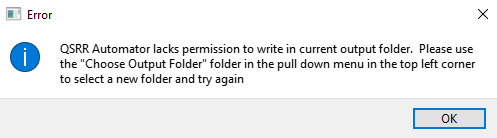 Error
QSRR Automator lacks permission to write in current output folder.  Please use
the "Choose Output Folder" folder in the pull down menu in the top left corner
to select a new folder and try again
OK